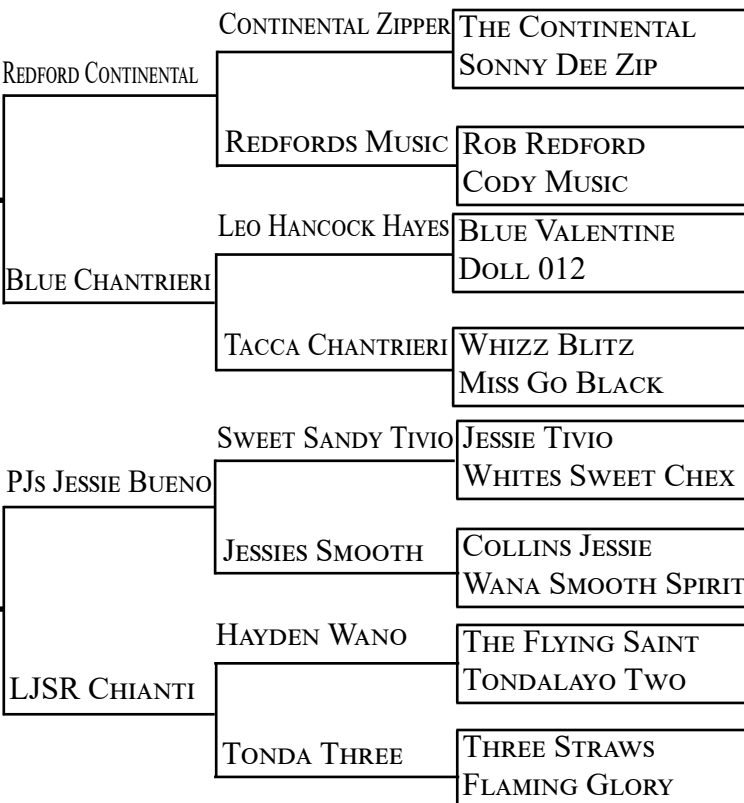 Continental Zipper
The Continental
Sonny Dee Zip
Redford Continental
Redfords Music
Rob Redford
Cody Music
Leo Hancock Hayes
Blue Valentine
Doll 012
Blue Chantrieri
Tacca Chantrieri
Whizz Blitz
Miss Go Black
Sweet Sandy Tivio
Jessie Tivio
Whites Sweet Chex
PJs Jessie Bueno
Jessies Smooth
Collins Jessie
Wana Smooth Spirit
Hayden Wano
The Flying Saint
Tondalayo Two
LJSR Chianti
Tonda Three
Three Straws
Flaming Glory